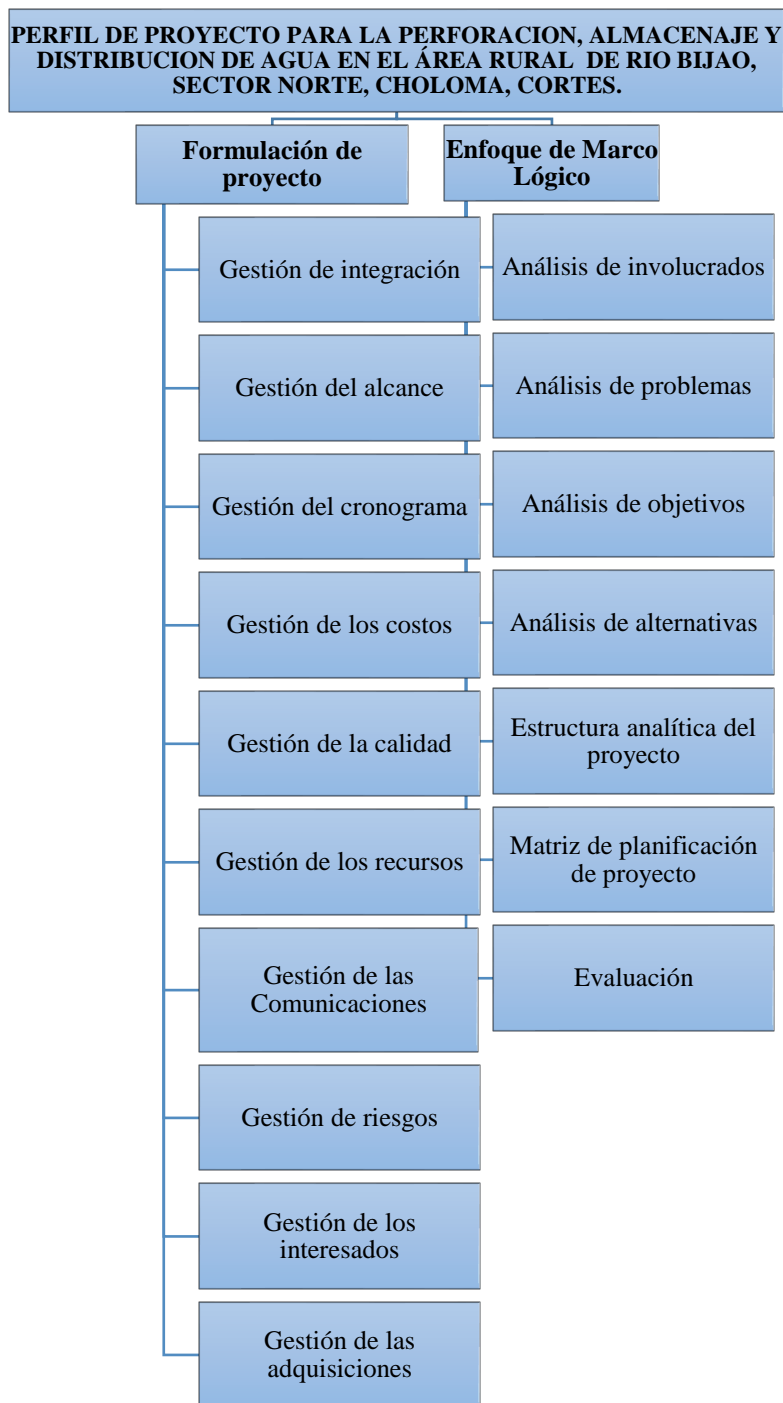 PERFIL DE PROYECTO PARA LA PERFORACION, ALMACENAJE Y
DISTRIBUCION DE AGUA EN EL ÁREA RURAL DE RIO BIJAO,
SECTOR NORTE, CHOLOMA, CORTES.
Formulación de
proyecto
Gestión de integración
Gestión del alcance
Gestión del cronograma
Gestión de los costos
Gestión de la calidad
Gestión de los recursos
Gestión de las
Comunicaciones
Gestión de riesgos
Gestión de los
interesados
Gestión de las
adquisiciones
Enfoque de Marco
Lógico
Análisis de involucrados
Análisis de problemas
Análisis de objetivos
Análisis de alternativas
Estructura analítica del
proyecto
Matriz de planificación
de proyecto
Evaluación